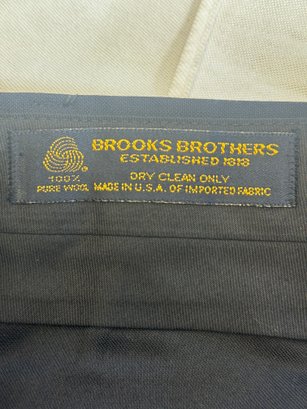 BROOKS BROTHERS
ESTABLISHED 1818
DRY CLEAN ONLY
MADE IN U.S.A. OF IMPORTED FABRIC
100%
PURE WOOL